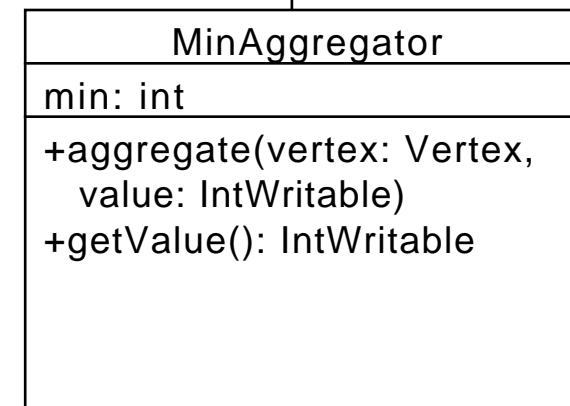 MinAggregator
min: int
+aggregate(vertex: Vertex,
value: IntWritable)
+getValue(): IntWritable